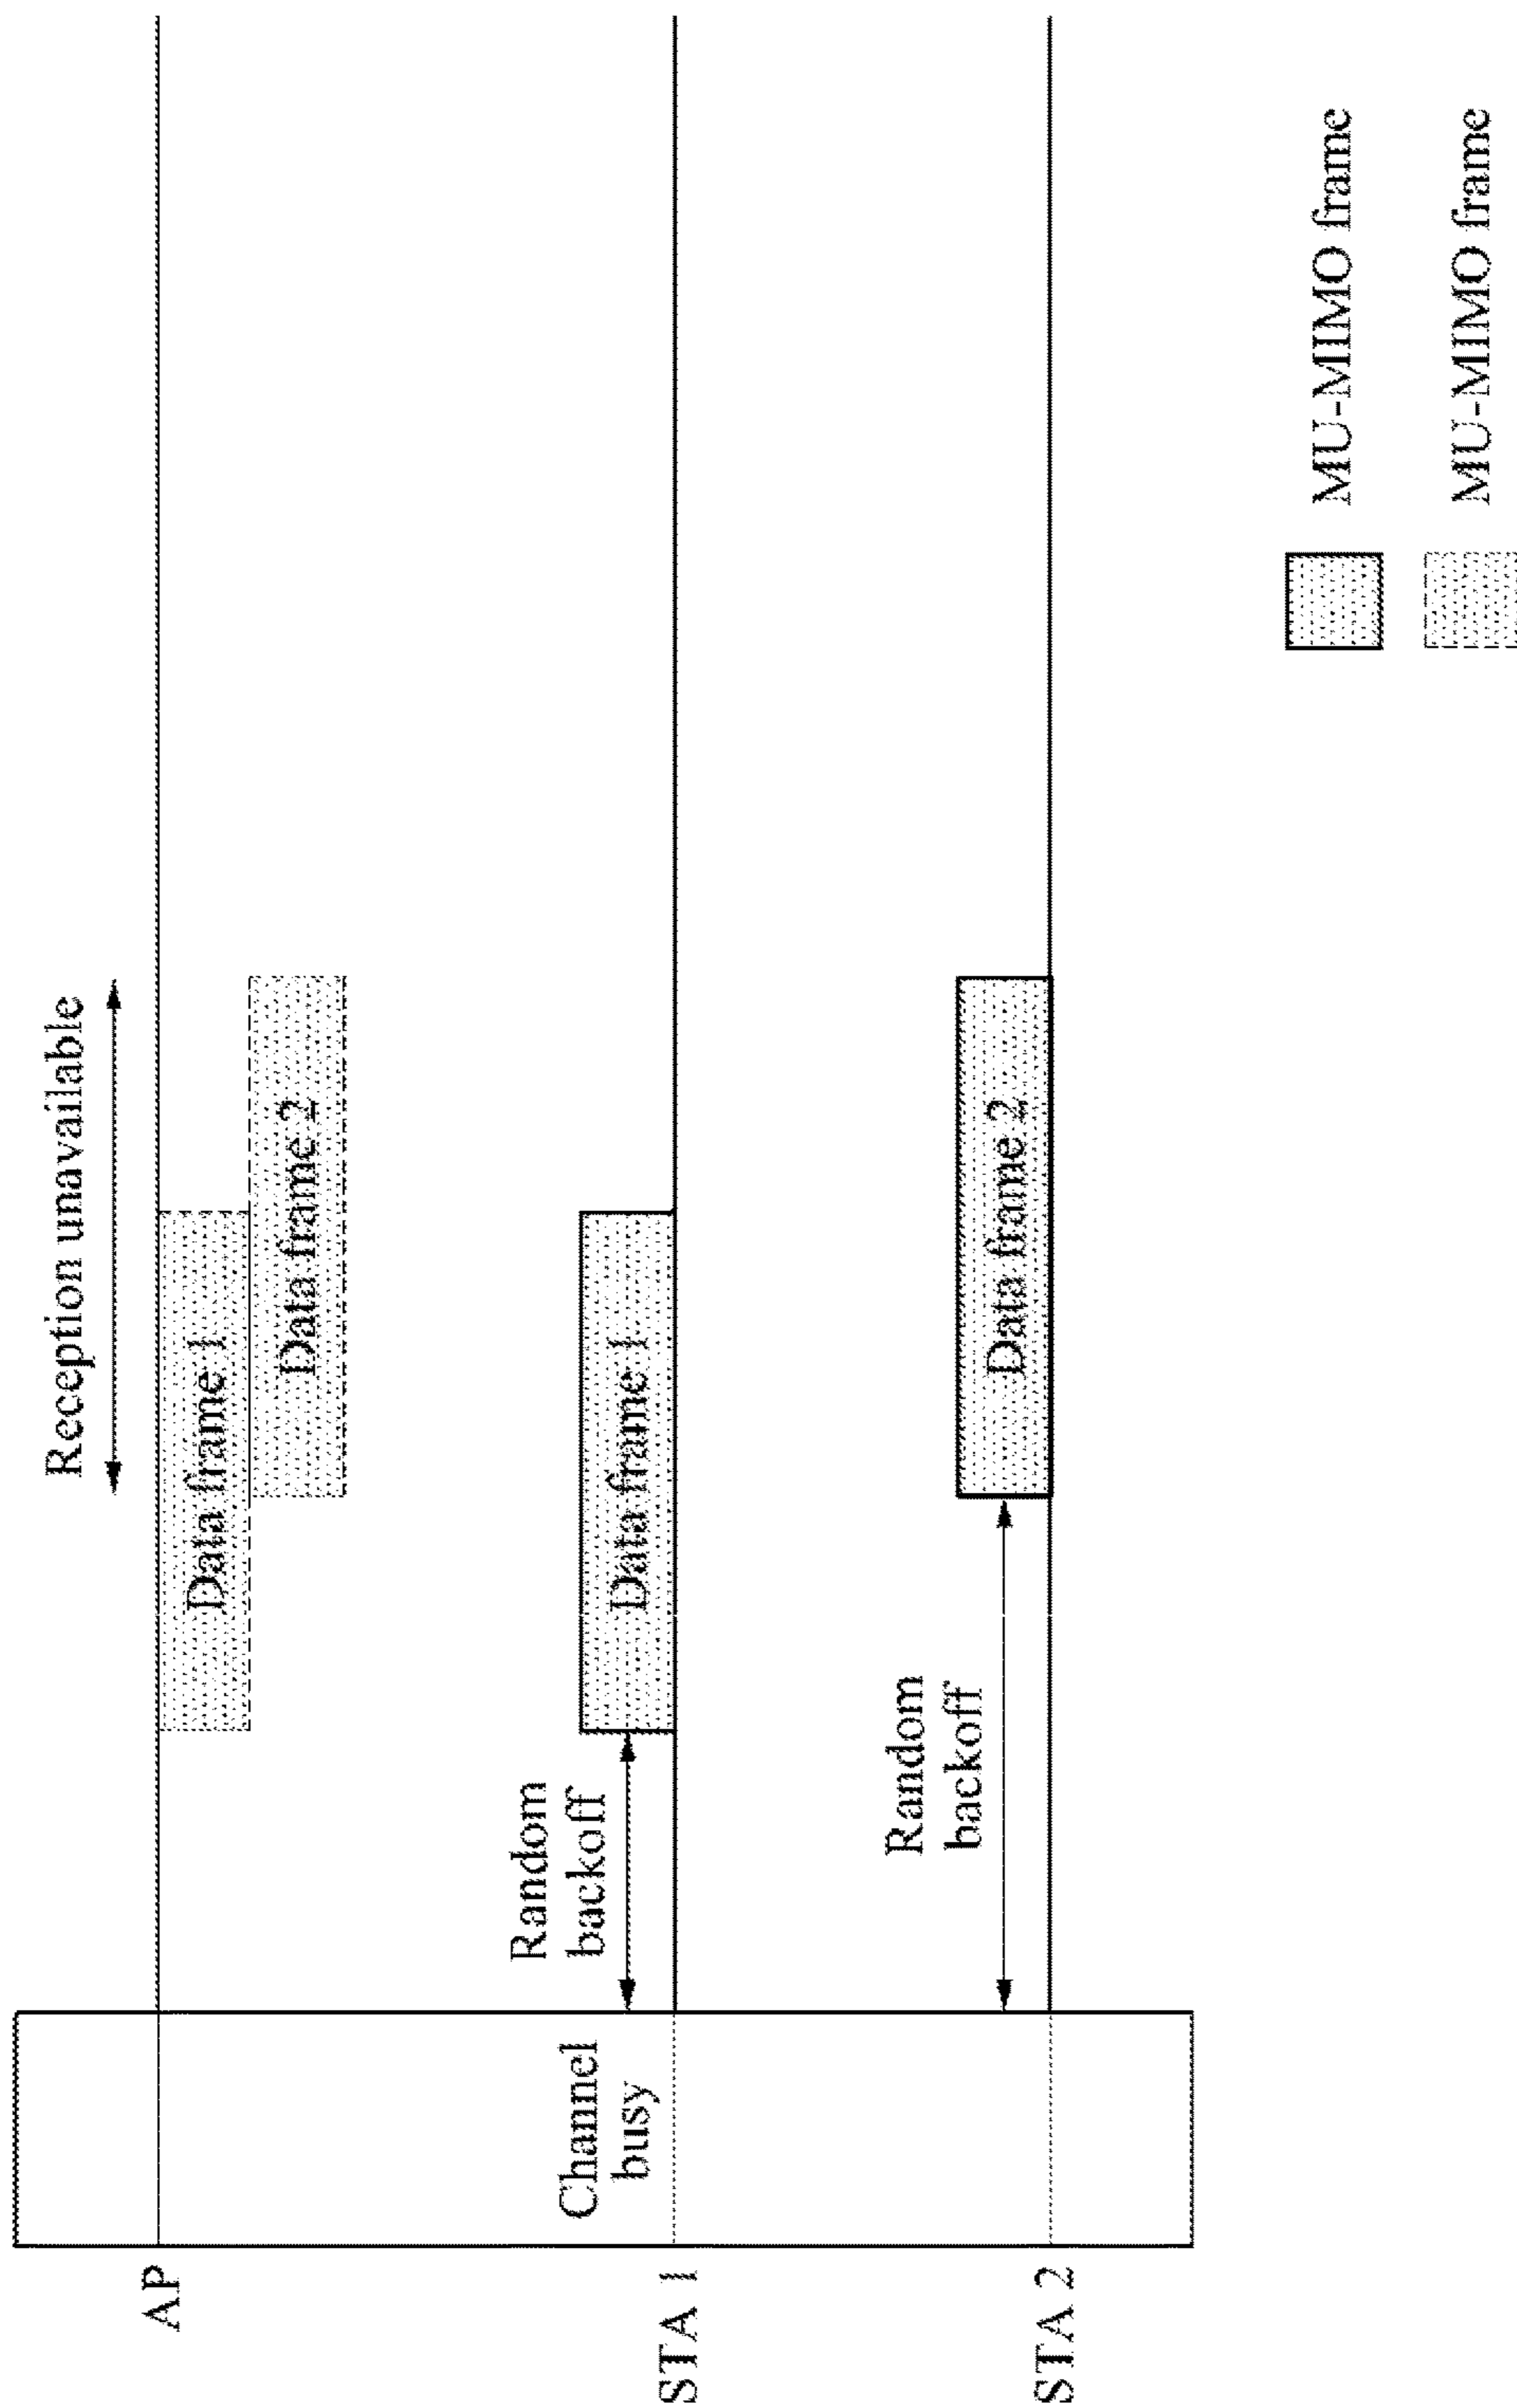 Reception unavailable
AP
Data frame 1
Data frame 2
Channel
busy
Random
backoff
Data frame 1
STA 1
Random
backoff
Data frame 2
STA 2
MU-MIMO frame
MU-MIMO frame